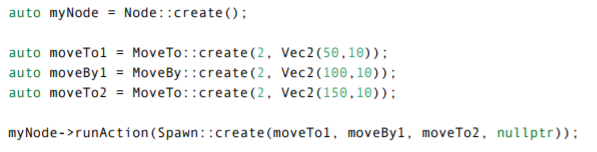 auto myNode = Node::create();
auto moveTo1 = MoveTo::create(2, Vec2(50,10));
auto moveBy1 = MoveBy::create(2, Vec2(100,10));
auto moveTo2 = MoveTo::create(2, Vec2(150,10));
myNode->runAction(Spawn::create(moveTo1, moveBy1, moveTo2, nullptr));